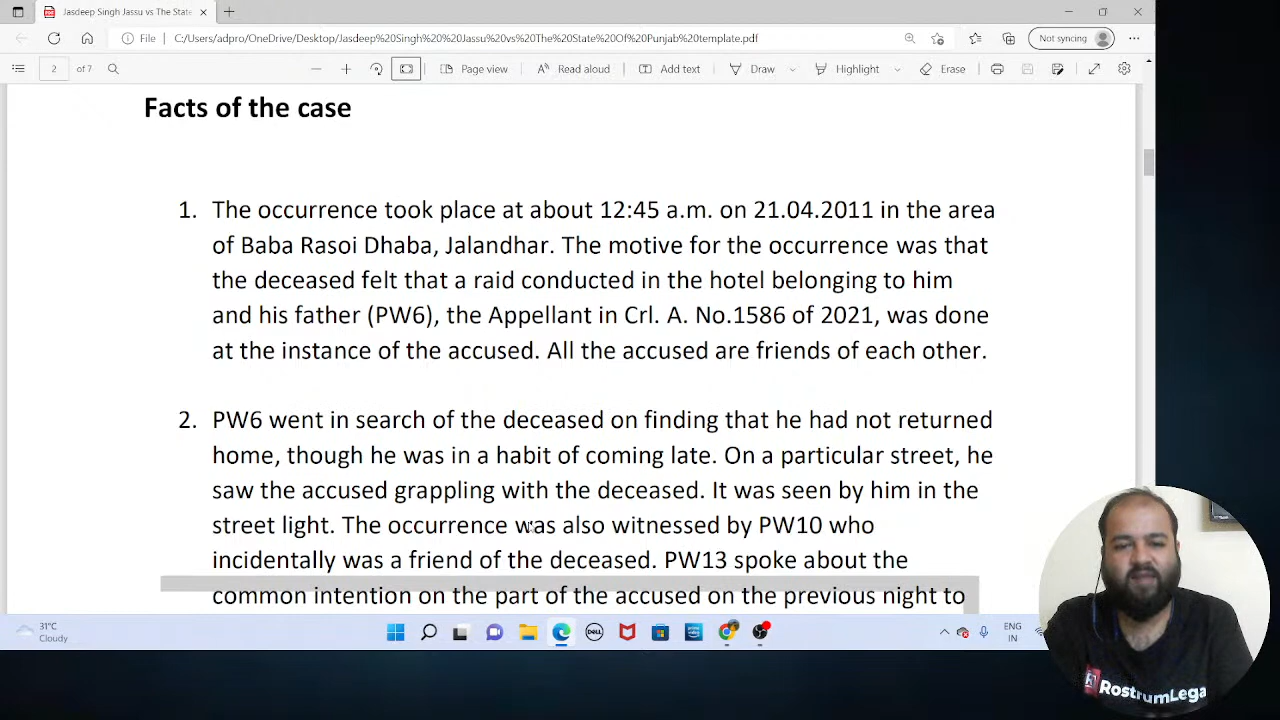 Jasdeep Singh Jassu vs The State
File
C:/Users/adpro/OneDrive/Desktop/Jasdeep%20Singh%20%20Jassu%20vs%20The%20State%20Of%20Punjab%20template.pdf
Not syncing
2 of 7
Page view
Read aloud
Add text
Draw
Highlight
Erase
Facts of the case
1. The occurrence took place at about 12:45 a.m. on 21.04.2011 in the area
of Baba Rasoi Dhaba, Jalandhar. The motive for the occurrence was that
the deceased felt that a raid conducted in the hotel belonging to him
and his father (PW6), the Appellant in Crl. A. No.1586 of 2021, was done
at the instance of the accused. All the accused are friends of each other.
2. PW6 went in search of the deceased on finding that he had not returned
home, though he was in a habit of coming late. On a particular street, he
saw the accused grappling with the deceased. It was seen by him in the
street light. The occurrence was also witnessed by PW10 who
incidentally was a friend of the deceased. PW13 spoke about the
common intention on the part of the accused on the previous night to
31°C
Cloudy
DELL
prime video
ENG
IN
RostrumLega